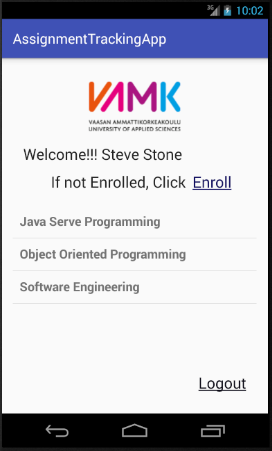 3G 10:02
AssignmentTrackingApp
VAMK
VAASAN AMMATTIKORKEAKOULU
UNIVERSITY OF APPLIED SCIENCES
Welcome!!! Steve Stone
If not Enrolled, Click Enroll
Java Serve Programming
Object Oriented Programming
Software Engineering
Logout